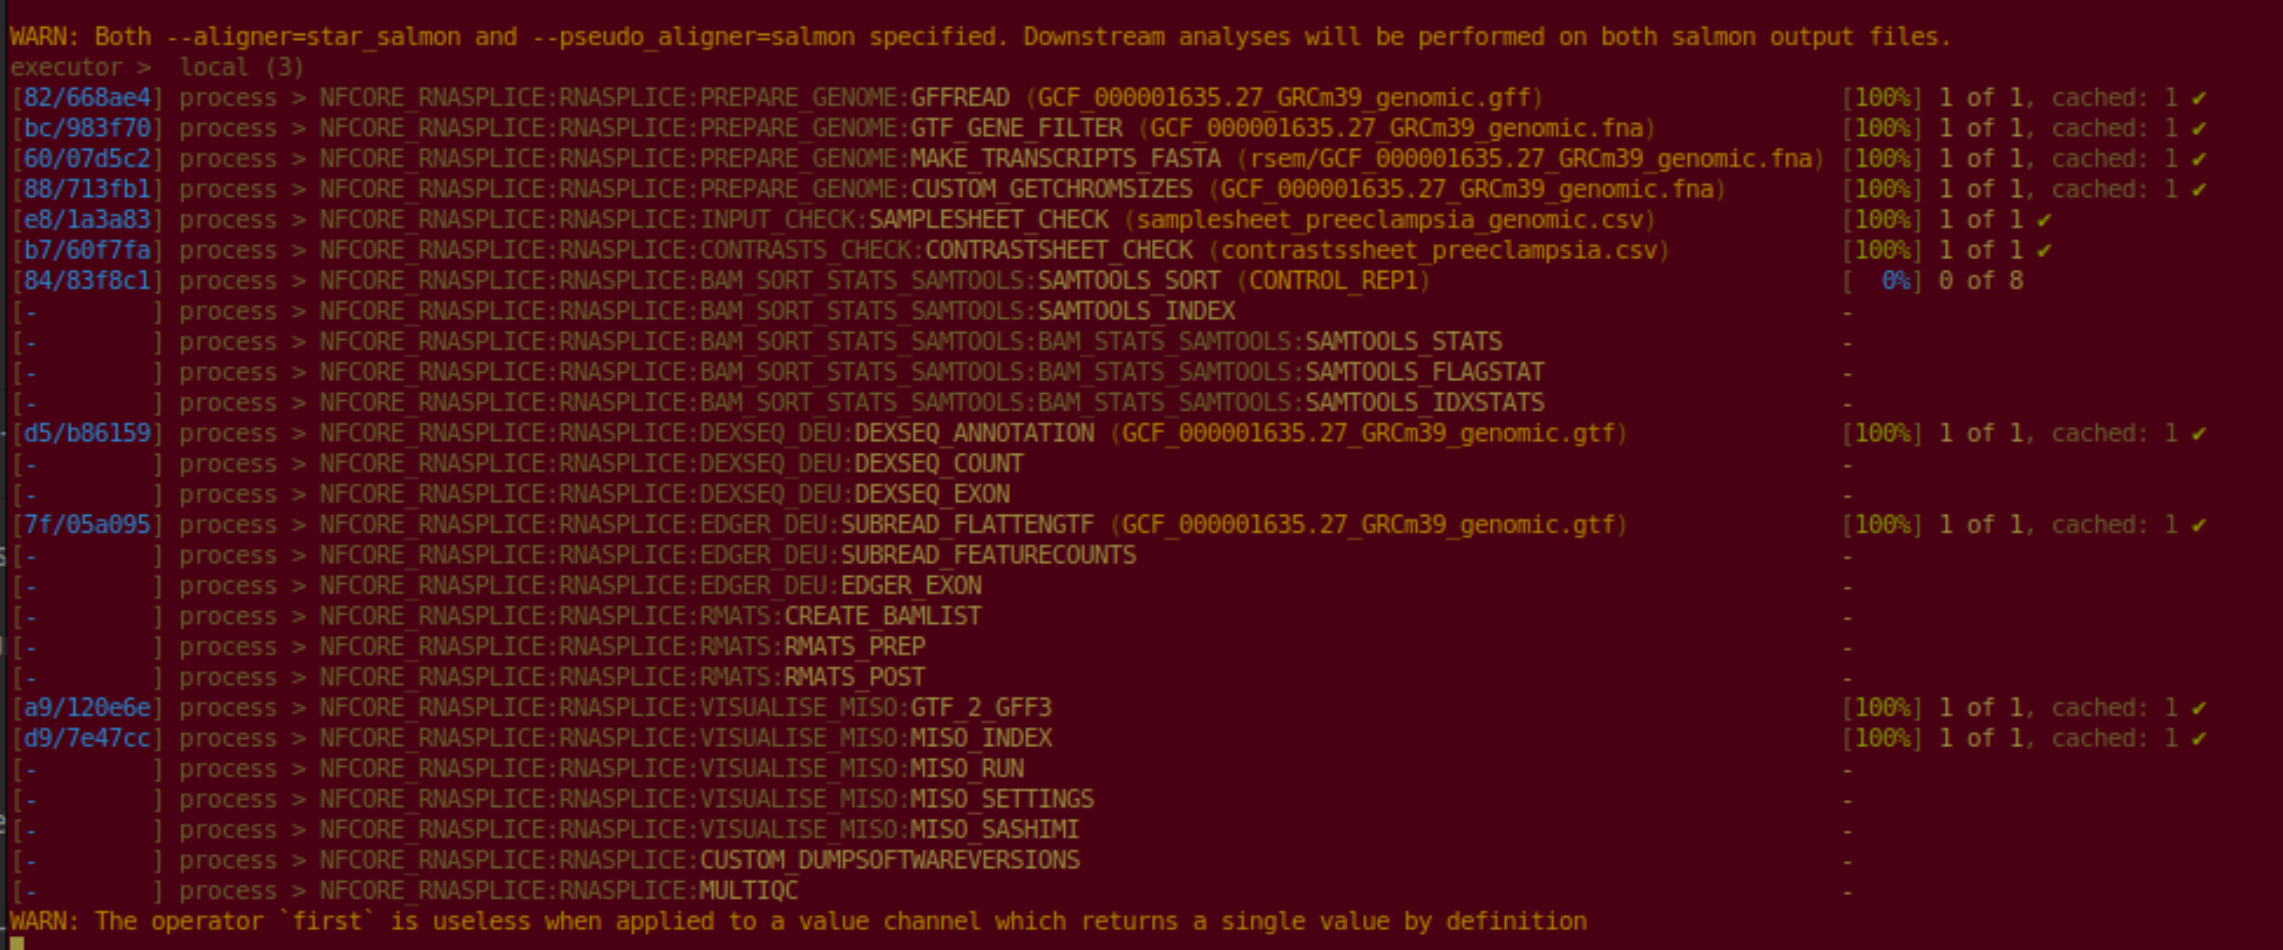 WARN: Both --aligner=star_salmon and --pseudo_aligner=salmon specified. Downstream analyses will be performed on both salmon output files.
executor >  local (3)
[82/668ae4] process > NFCORE_RNASPLICE:RNASPLICE:PREPARE_GENOME:GFFREAD (GCF_000001635.27_GRCm39_genomic.gff) [100%] 1 of 1, cached: 1 ✔
[bc/983f70] process > NFCORE_RNASPLICE:RNASPLICE:PREPARE_GENOME:GTF_GENE_FILTER (GCF_000001635.27_GRCm39_genomic.fna) [100%] 1 of 1, cached: 1 ✔
[60/07d5c2] process > NFCORE_RNASPLICE:RNASPLICE:PREPARE_GENOME:MAKE_TRANSCRIPTS_FASTA (rsem/GCF_000001635.27_GRCm39_genomic.fna) [100%] 1 of 1, cached: 1 ✔
[88/713fb1] process > NFCORE_RNASPLICE:RNASPLICE:PREPARE_GENOME:CUSTOM_GETCHROMSIZES (GCF_000001635.27_GRCm39_genomic.fna) [100%] 1 of 1, cached: 1 ✔
[e8/1a3a83] process > NFCORE_RNASPLICE:RNASPLICE:INPUT_CHECK:SAMPLESHEET_CHECK (samplesheet_preeclampsia_genomic.csv) [100%] 1 of 1 ✔
[b7/60f7fa] process > NFCORE_RNASPLICE:RNASPLICE:CONTRASTS_CHECK:CONTRASTSHEET_CHECK (contrastssheet_preeclampsia.csv) [100%] 1 of 1 ✔
[84/83f8c1] process > NFCORE_RNASPLICE:RNASPLICE:BAM_SORT_STATS_SAMTOOLS:SAMTOOLS_SORT (CONTROL_REP1) [  0%] 0 of 8
[-        ] process > NFCORE_RNASPLICE:RNASPLICE:BAM_SORT_STATS_SAMTOOLS:SAMTOOLS_INDEX -
[-        ] process > NFCORE_RNASPLICE:RNASPLICE:BAM_SORT_STATS_SAMTOOLS:BAM_STATS_SAMTOOLS:SAMTOOLS_STATS -
[-        ] process > NFCORE_RNASPLICE:RNASPLICE:BAM_SORT_STATS_SAMTOOLS:BAM_STATS_SAMTOOLS:SAMTOOLS_FLAGSTAT -
[-        ] process > NFCORE_RNASPLICE:RNASPLICE:BAM_SORT_STATS_SAMTOOLS:BAM_STATS_SAMTOOLS:SAMTOOLS_IDXSTATS -
[d5/b86159] process > NFCORE_RNASPLICE:RNASPLICE:DEXSEQ_DEU:DEXSEQ_ANNOTATION (GCF_000001635.27_GRCm39_genomic.gtf) [100%] 1 of 1, cached: 1 ✔
[-        ] process > NFCORE_RNASPLICE:RNASPLICE:DEXSEQ_DEU:DEXSEQ_COUNT -
[-        ] process > NFCORE_RNASPLICE:RNASPLICE:DEXSEQ_DEU:DEXSEQ_EXON -
[7f/05a095] process > NFCORE_RNASPLICE:RNASPLICE:EDGER_DEU:SUBREAD_FLATTENGTF (GCF_000001635.27_GRCm39_genomic.gtf) [100%] 1 of 1, cached: 1 ✔
[-        ] process > NFCORE_RNASPLICE:RNASPLICE:EDGER_DEU:SUBREAD_FEATURECOUNTS -
[-        ] process > NFCORE_RNASPLICE:RNASPLICE:EDGER_DEU:EDGER_EXON -
[-        ] process > NFCORE_RNASPLICE:RNASPLICE:RMATS:CREATE_BAMLIST -
[-        ] process > NFCORE_RNASPLICE:RNASPLICE:RMATS:RMATS_PREP -
[-        ] process > NFCORE_RNASPLICE:RNASPLICE:RMATS:RMATS_POST -
[a9/120e6e] process > NFCORE_RNASPLICE:RNASPLICE:VISUALISE_MISO:GTF_2_GFF3 [100%] 1 of 1, cached: 1 ✔
[d9/7e47cc] process > NFCORE_RNASPLICE:RNASPLICE:VISUALISE_MISO:MISO_INDEX [100%] 1 of 1, cached: 1 ✔
[-        ] process > NFCORE_RNASPLICE:RNASPLICE:VISUALISE_MISO:MISO_RUN -
[-        ] process > NFCORE_RNASPLICE:RNASPLICE:VISUALISE_MISO:MISO_SETTINGS -
[-        ] process > NFCORE_RNASPLICE:RNASPLICE:VISUALISE_MISO:MISO_SASHIMI -
[-        ] process > NFCORE_RNASPLICE:RNASPLICE:CUSTOM_DUMPSOFTWAREVERSIONS -
[-        ] process > NFCORE_RNASPLICE:RNASPLICE:MULTIQC -
WARN: The operator `first` is useless when applied to a value channel which returns a single value by definition